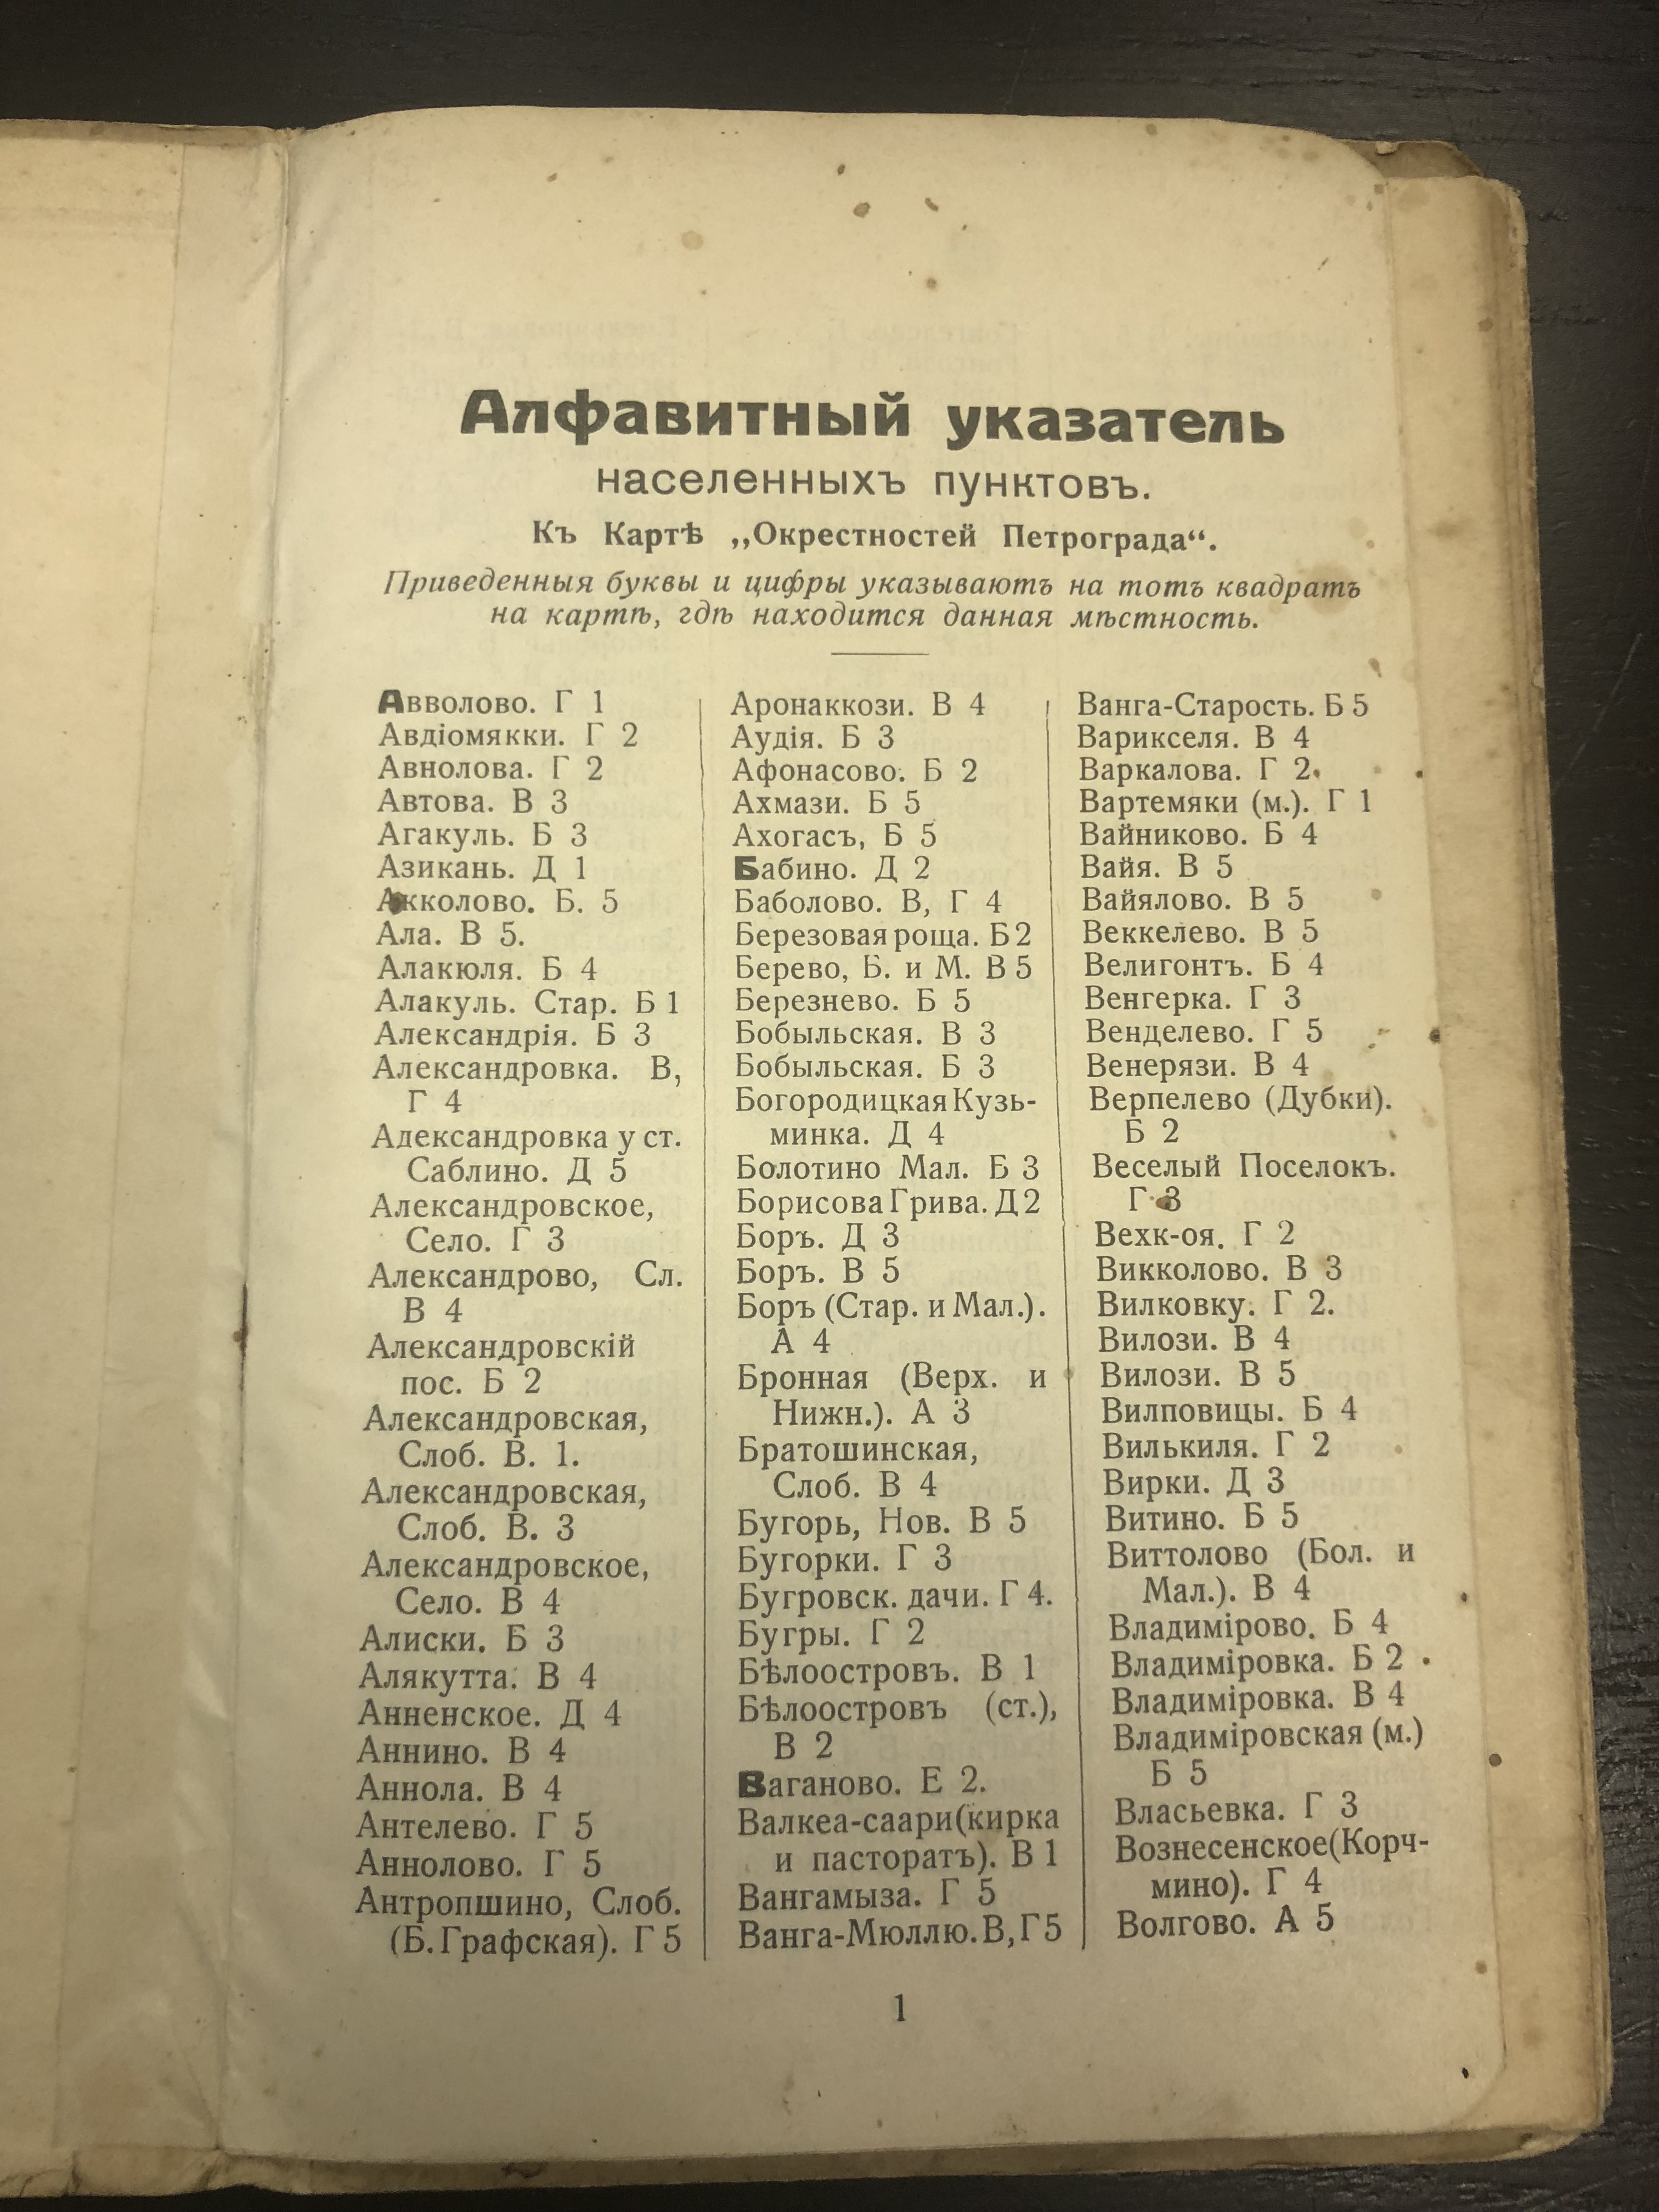 Алфавитный указатель
населенныхъ пунктовъ.
Къ Картѣ „Окрестностей Петрограда“.
Приведенныя буквы и цифры указываютъ на тотъ квадратъ
на картѣ, гдѣ находится данная мѣстность.
Авволово. Г 1
Авдіомякки. Г 2
Авнолова. Г 2
Автова. В 3
Агакуль. Б 3
Азикань. Д 1
Акколово. Б. 5
Ала. В 5.
Алакюля. Б 4
Алакуль. Стар. Б 1
Александрія. Б 3
Александровка. В,
Г 4
Адександровка у ст.
Саблино. Д 5
Александровское,
Село. Г 3
Александрово, Сл.
В 4
Александровскій
пос. Б 2
Александровская,
Слоб. В. 1.
Александровская,
Слоб. В. 3
Александровское,
Село. В 4
Алиски. Б 3
Алякутта. В 4
Анненское. Д 4
Аннино. В 4
Аннола. В 4
Антелево. Г 5
Аннолово. Г 5
Антропшино, Слоб.
(Б. Графская). Г 5
Аронаккози. В 4
Аудія. Б 3
Афонасово. Б 2
Ахмази. Б 5
Ахогасъ, Б 5
Бабино. Д 2
Баболово. В, Г 4
Березовая роща. Б 2
Берево, Б. и М. В 5
Березнево. Б 5
Бобыльская. В 3
Бобыльская. Б 3
Богородицкая Кузь-
минка. Д 4
Болотино Мал. Б 3
Борисова Грива. Д 2
Боръ. Д 3
Боръ. В 5
Боръ (Стар. и Мал.).
А 4
Бронная (Верх. и
Нижн.). А 3
Братошинская,
Слоб. В 4
Бугорь, Нов. В 5
Бугорки. Г 3
Бугровск. дачи. Г 4.
Бугры. Г 2
Бѣлоостровъ. В 1
Бѣлоостровъ (ст.),
В 2
Ваганово. Е 2.
Валкеа-саари(кирка
и пасторатъ). В 1
Вангамыза. Г 5
Ванга-Мюллю. В, Г 5
Ванга-Старость. Б 5
Варикселя. В 4
Варкалова. Г 2.
Вартемяки (м.). Г 1
Вайниково. Б 4
Вайя. В 5
Вайялово. В 5
Веккелево. В 5
Велигонтъ. Б 4
Венгерка. Г 3
Венделево. Г 5
Венерязи. В 4
Верпелево (Дубки).
Б 2
Веселый Поселокъ.
Г 3
Вехк-оя. Г 2
Викколово. В 3
Вилковку. Г 2.
Вилози. В 4
Вилози. В 5
Вилповицы. Б 4
Вилькиля. Г 2
Вирки. Д 3
Витино. Б 5
Виттолово (Бол. и
Мал.). В 4
Владимірово. Б 4
Владиміровка. Б 2
Владиміровка. В 4
Владиміровская (м.)
Б 5
Власьевка. Г 3
Вознесенское(Корч-
мино). Г 4
Волгово. А 5
1